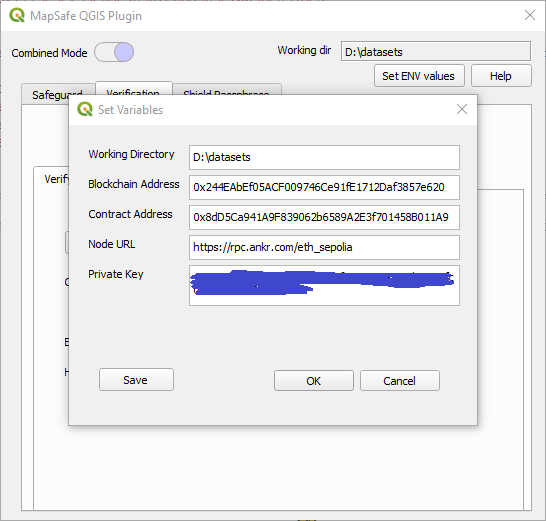 MapSafe QGIS Plugin
Combined Mode
Working dir
D:\datasets
Set ENV values
Help
Safeguard
Verification
Shield Passphrase
Set Variables
Working Directory
D:\datasets
Blockchain Address
0x244EAbEf05ACF009746Ce91fE1712Daf3857e620
Contract Address
0x8dD5Ca941A9F839062b6589A2E3f701458B011A9
Node URL
https://rpc.ankr.com/eth_sepolia
Private Key
Save
OK
Cancel